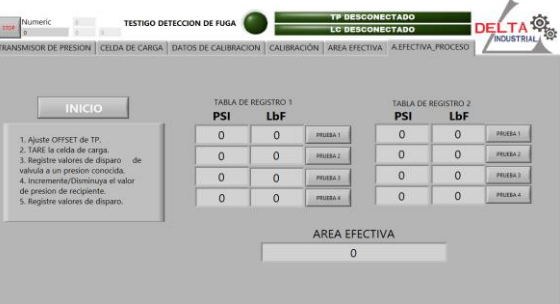 STOP
Numeric
0
0
0
0
TESTIGO DETECCION DE FUGA
TP DESCONECTADO
LC DESCONECTADO
DELTA
INDUSTRIAL
TRANSMISOR DE PRESION
CELDA DE CARGA
DATOS DE CALIBRACION
CALIBRACIÓN
AREA EFECTIVA
A.EFECTIVA_PROCESO
INICIO
1. Ajuste OFFSET de TP.
2. TARE la celda de carga.
3. Registre valores de disparo de
valvula a un presion conocida.
4. Incremente/Disminuya el valor
de presion de recipiente.
5. Registre valores de disparo.
TABLA DE REGISTRO 1
PSI LbF
0 0 PRUEBA 1
0 0 PRUEBA 2
0 0 PRUEBA 3
0 0 PRUEBA 4
TABLA DE REGISTRO 2
PSI LbF
0 0 PRUEBA 1
0 0 PRUEBA 2
0 0 PRUEBA 3
0 0 PRUEBA 4
AREA EFECTIVA
0